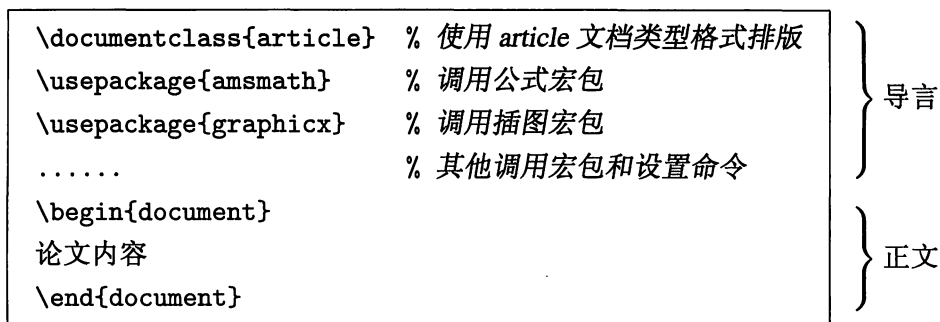 \documentclass{article} % 使用 article 文档类型格式排版
\usepackage{amsmath} % 调用公式宏包
\usepackage{graphicx} % 调用插图宏包
...... % 其他调用宏包和设置命令
导言
\begin{document}
论文内容
\end{document}
正文